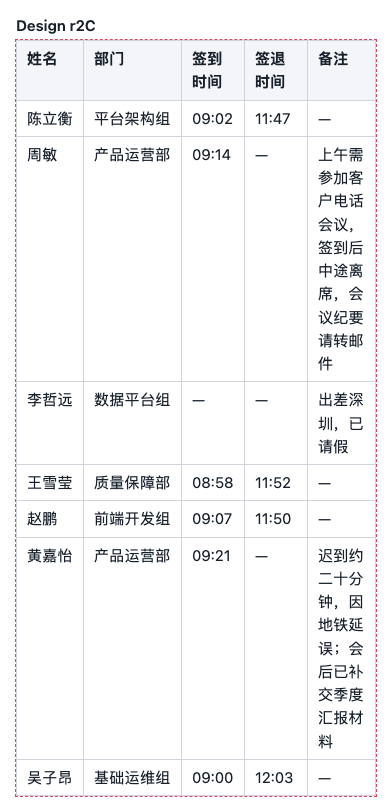 Design r2C
姓名 部门 签到 签退 备注
时间 时间
陈立衡 平台架构组 09:02 11:47 —
周敏 产品运营部 09:14 — 上午需
参加客
户电话
会议，
签到后
中途离
席，会
议纪要
请转邮
件
李哲远 数据平台组 — — 出差深
圳，已
请假
王雪莹 质量保障部 08:58 11:52 —
赵鹏 前端开发组 09:07 11:50 —
黄嘉怡 产品运营部 09:21 — 迟到约
二十分
钟，因
地铁延
误；会
后已补
交季度
汇报材
料
吴子昂 基础运维组 09:00 12:03 —